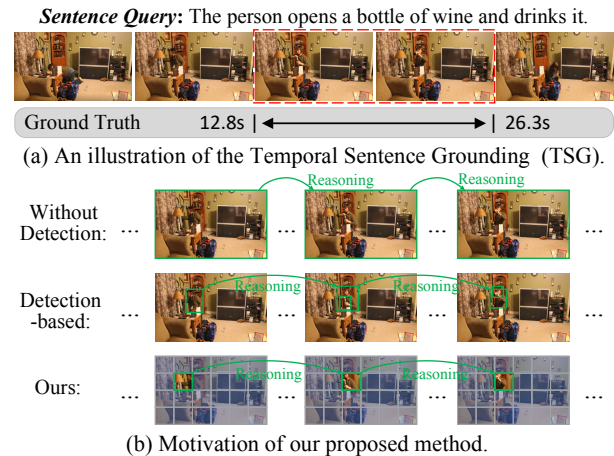 Sentence Query: The person opens a bottle of wine and drinks it.
Ground Truth 12.8s 26.3s
(a) An illustration of the Temporal Sentence Grounding (TSG).
Reasoning Reasoning
Without
Detection:
... ... ... ...
Reasoning Reasoning
Detection
-based:
... ... ... ...
Reasoning Reasoning
Ours:
... ... ... ...
(b) Motivation of our proposed method.